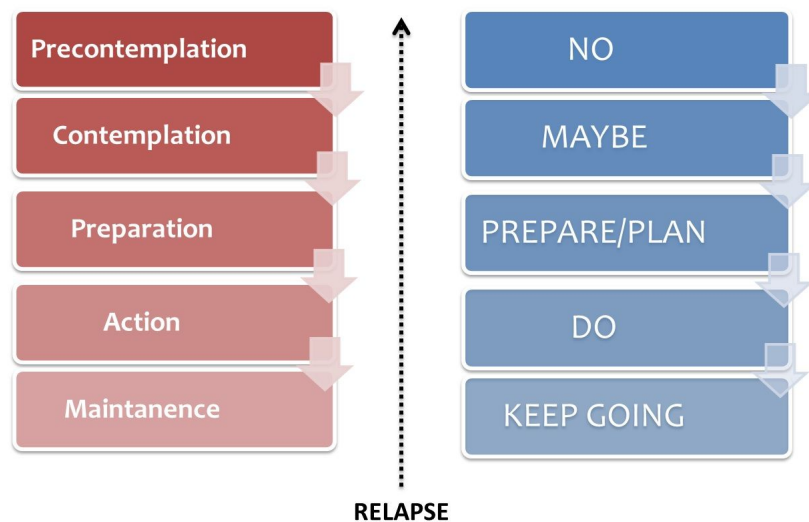 Precontemplation
Contemplation
Preparation
Action
Maintanence
NO
MAYBE
PREPARE/PLAN
DO
KEEP GOING
RELAPSE